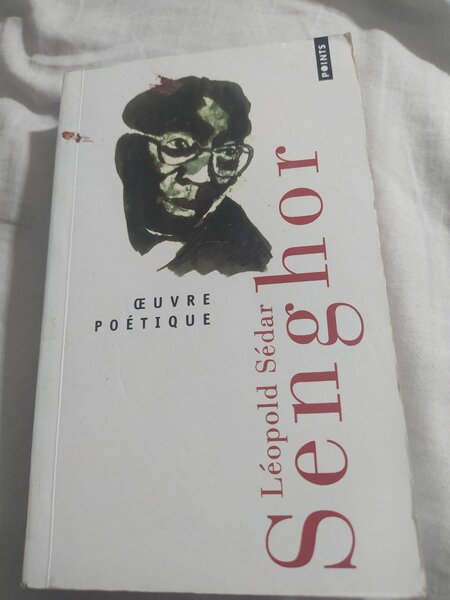 POINTS
ŒUVRE
POÉTIQUE
Léopold Sédar
Senghor